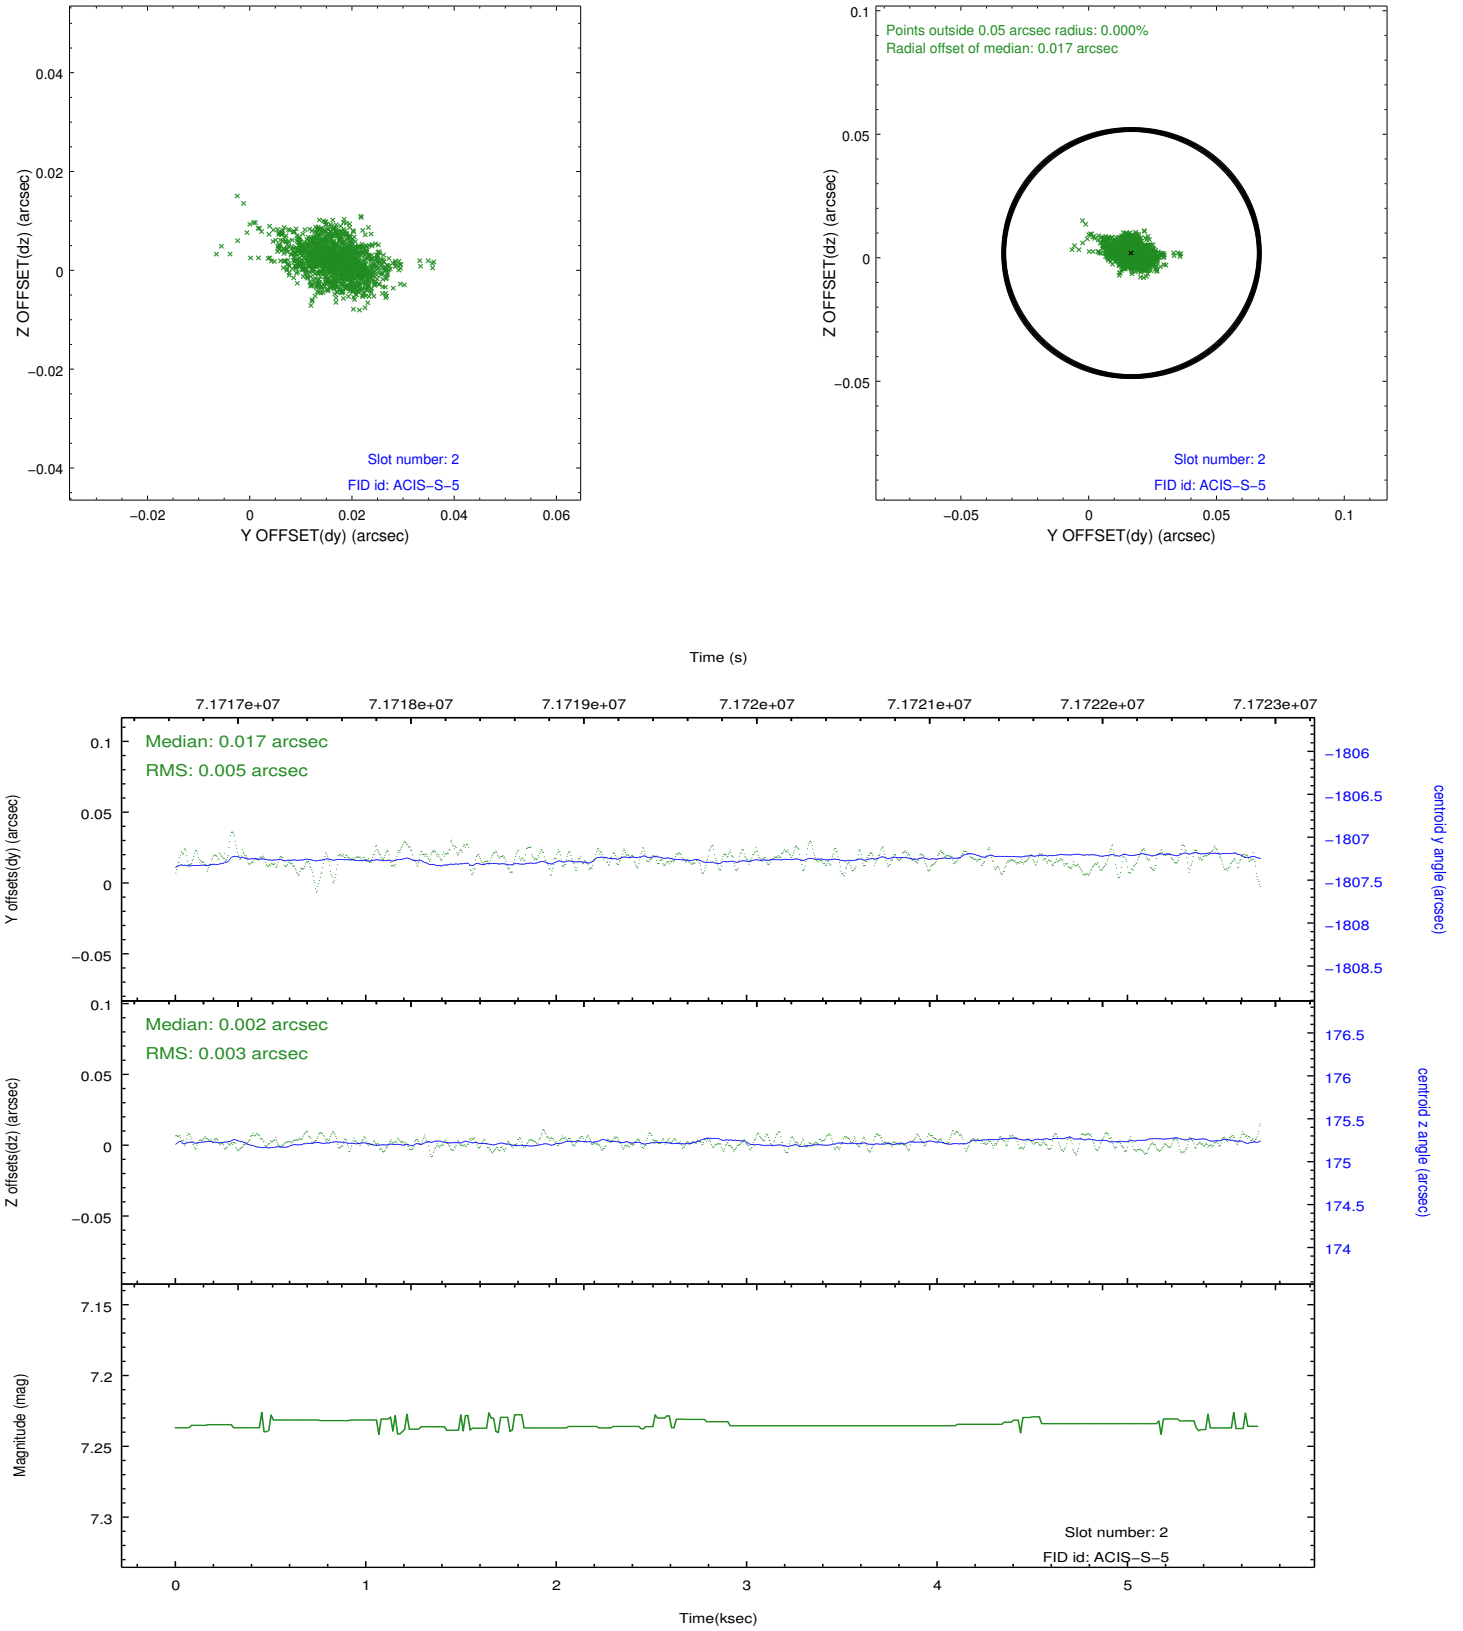 0.04
0.02
0
−0.02
−0.04
Z OFFSET(dz) (arcsec)
Slot number: 2
FID id: ACIS−S−5
−0.02
0
0.02
0.04
0.06
Y OFFSET(dy) (arcsec)
0.1
0.05
0
−0.05
Z OFFSET(dz) (arcsec)
Points outside 0.05 arcsec radius: 0.000%
Radial offset of median: 0.017 arcsec
Slot number: 2
FID id: ACIS−S−5
−0.05
0
0.05
0.1
Y OFFSET(dy) (arcsec)
Time (s)
7.1717e+07
7.1718e+07
7.1719e+07
7.172e+07
7.1721e+07
7.1722e+07
7.1723e+07
Median: 0.017 arcsec
RMS: 0.005 arcsec
0.1
0.05
0
−0.05
Y offsets(dy) (arcsec)
−1806
−1806.5
−1807
−1807.5
−1808
−1808.5
centroid y angle (arcsec)
Median: 0.002 arcsec
RMS: 0.003 arcsec
0.1
0.05
0
−0.05
Z offsets(dz) (arcsec)
176.5
176
175.5
175
174.5
174
centroid z angle (arcsec)
7.15
7.2
7.25
7.3
Magnitude (mag)
Slot number: 2
FID id: ACIS−S−5
0
1
2
3
4
5
Time(ksec)